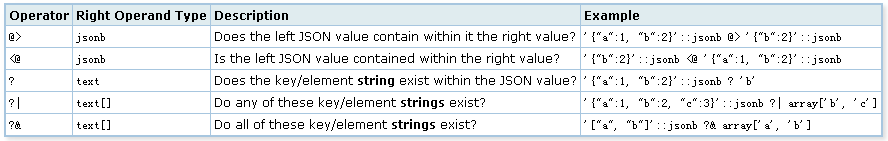 Operator Right Operand Type Description Example
@> jsonb Does the left JSON value contain within it the right value? '{"a":1, "b":2}'::jsonb @> '{"b":2}'::jsonb
<@ jsonb Is the left JSON value contained within the right value? '{"b":2}'::jsonb <@ '{"a":1, "b":2}'::jsonb
? text Does the key/element string exist within the JSON value? '{"a":1, "b":2}'::jsonb ? 'b'
?| text[] Do any of these key/element strings exist? '{"a":1, "b":2, "c":3}'::jsonb ?| array['b', 'c']
?& text[] Do all of these key/element strings exist? '["a", "b"]'::jsonb ?& array['a', 'b']